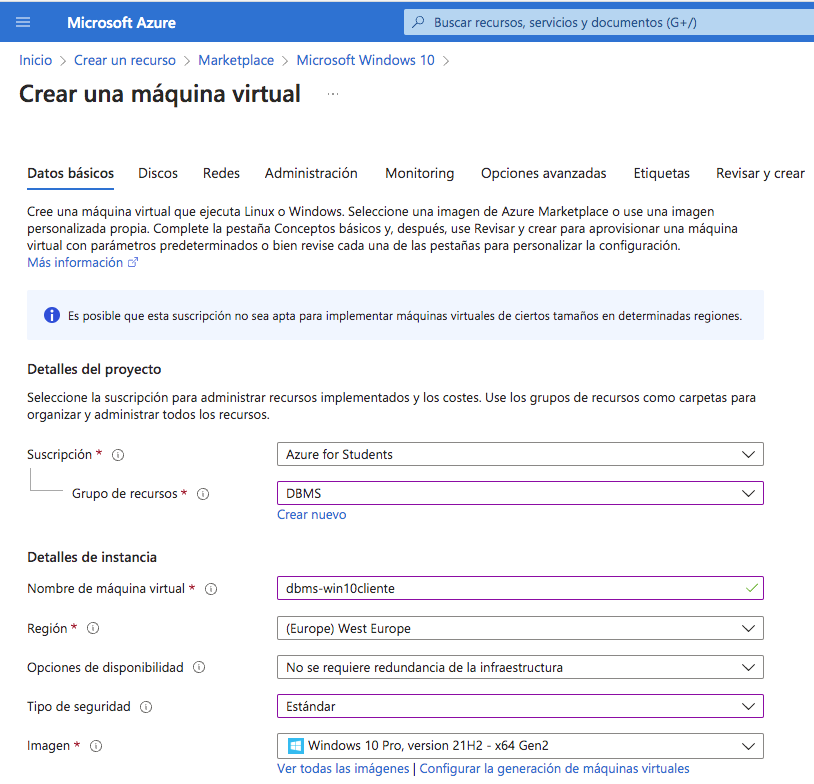 Microsoft Azure
Buscar recursos, servicios y documentos (G+/)
Inicio > Crear un recurso > Marketplace > Microsoft Windows 10 >
Crear una máquina virtual ...
Datos básicos Discos Redes Administración Monitoring Opciones avanzadas Etiquetas Revisar y crear
Cree una máquina virtual que ejecuta Linux o Windows. Seleccione una imagen de Azure Marketplace o use una imagen
personalizada propia. Complete la pestaña Conceptos básicos y, después, use Revisar y crear para aprovisionar una máquina
virtual con parámetros predeterminados o bien revise cada una de las pestañas para personalizar la configuración.
Más información
Es posible que esta suscripción no sea apta para implementar máquinas virtuales de ciertos tamaños en determinadas regiones.
Detalles del proyecto
Seleccione la suscripción para administrar recursos implementados y los costes. Use los grupos de recursos como carpetas para
organizar y administrar todos los recursos.
Suscripción * Azure for Students
Grupo de recursos * DBMS
Crear nuevo
Detalles de instancia
Nombre de máquina virtual * dbms-win10cliente
Región * (Europe) West Europe
Opciones de disponibilidad No se requiere redundancia de la infraestructura
Tipo de seguridad Estándar
Imagen * Windows 10 Pro, version 21H2 - x64 Gen2
Ver todas las imágenes | Configurar la generación de máquinas virtuales